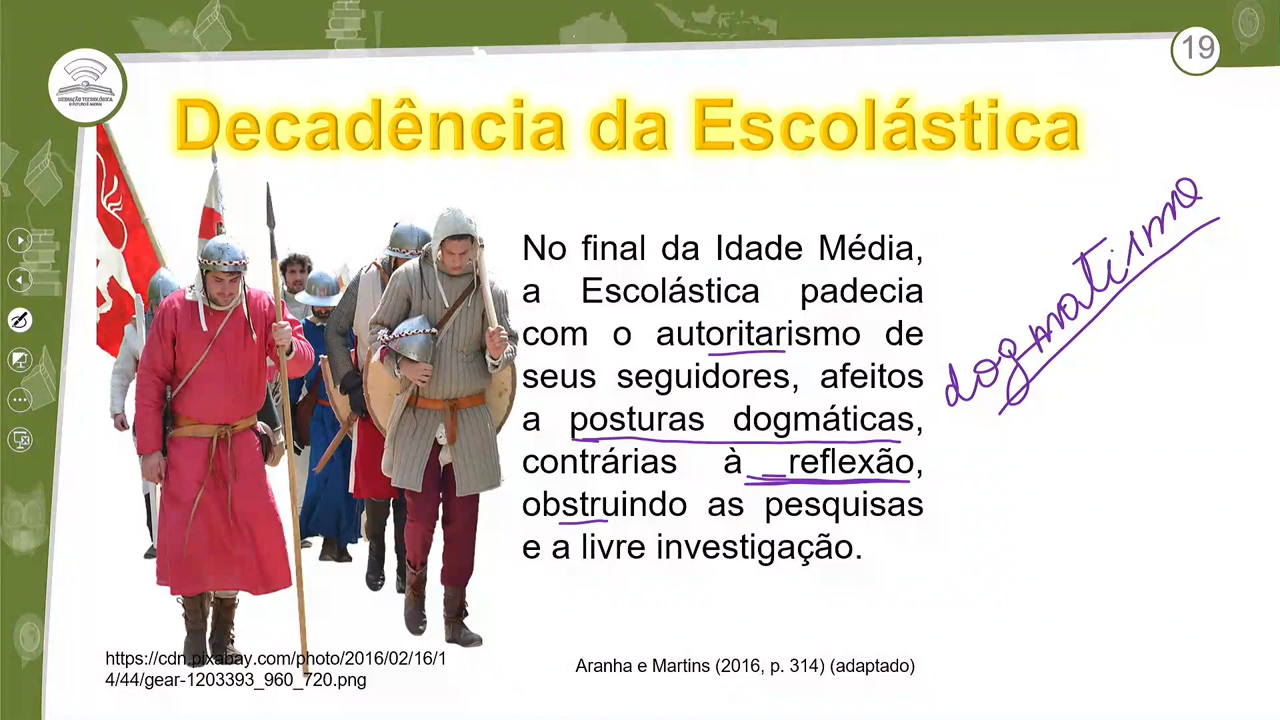 19
MEDIAÇÃO TECNOLÓGICA
Decadência da Escolástica
No final da Idade Média,
a Escolástica padecia
com o autoritarismo de
seus seguidores, afeitos
a posturas dogmáticas,
contrárias à reflexão,
obstruindo as pesquisas
e a livre investigação.
dogmatismo
https://cdn.pixabay.com/photo/2016/02/16/1
4/44/gear-1203393_960_720.png
Aranha e Martins (2016, p. 314) (adaptado)